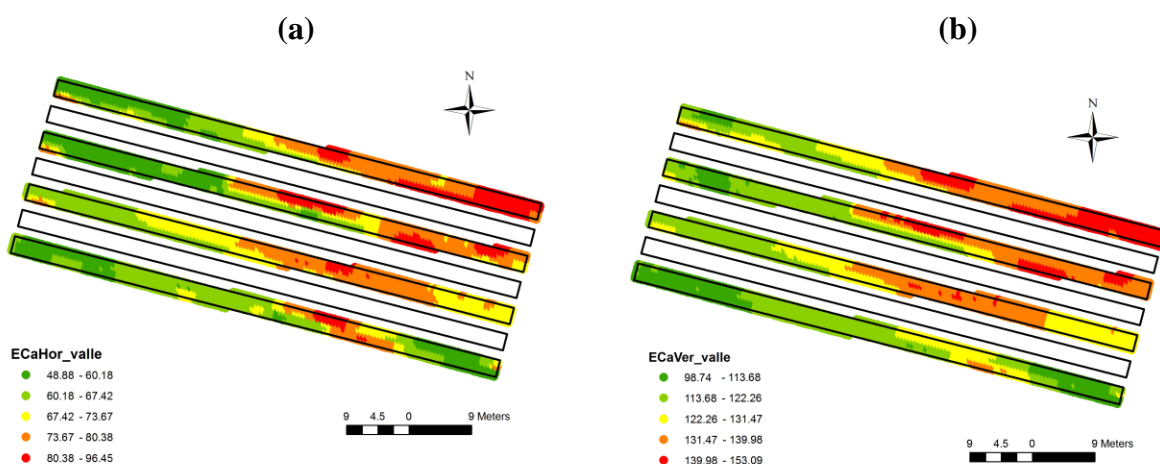 (a)
(b)
N
N
ECaHor_valle
48.88 - 60.18
60.18 - 67.42
67.42 - 73.67
73.67 - 80.38
80.38 - 96.45
9 4.5 0 9 Meters
ECaVer_valle
98.74 - 113.68
113.68 - 122.26
122.26 - 131.47
131.47 - 139.98
139.98 - 153.09
9 4.5 0 9 Meters